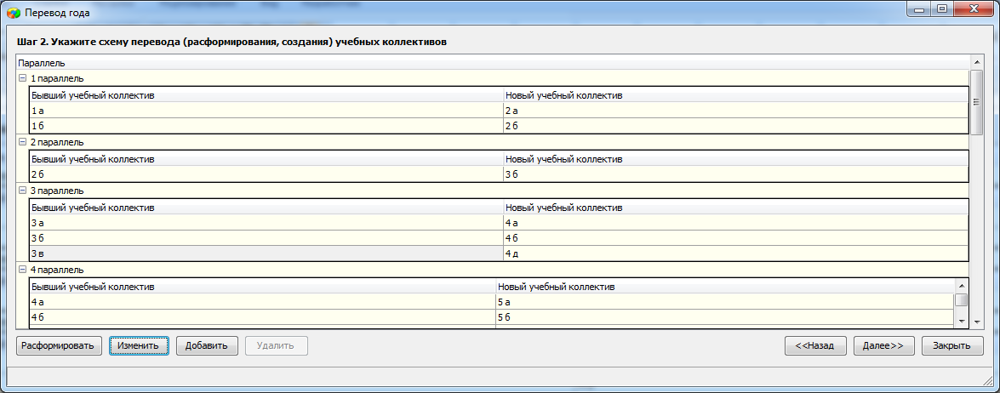 Перевод года
Шаг 2. Укажите схему перевода (расформирования, создания) учебных коллективов
Параллель
1 параллель
Бывший учебный коллектив Новый учебный коллектив
1 а 2 а
1 б 2 б
2 параллель
Бывший учебный коллектив Новый учебный коллектив
2 б 3 б
3 параллель
Бывший учебный коллектив Новый учебный коллектив
3 а 4 а
3 б 4 б
3 в 4 д
4 параллель
Бывший учебный коллектив Новый учебный коллектив
4 а 5 а
4 б 5 б
Расформировать Изменить Добавить Удалить <<Назад Далее>> Закрыть